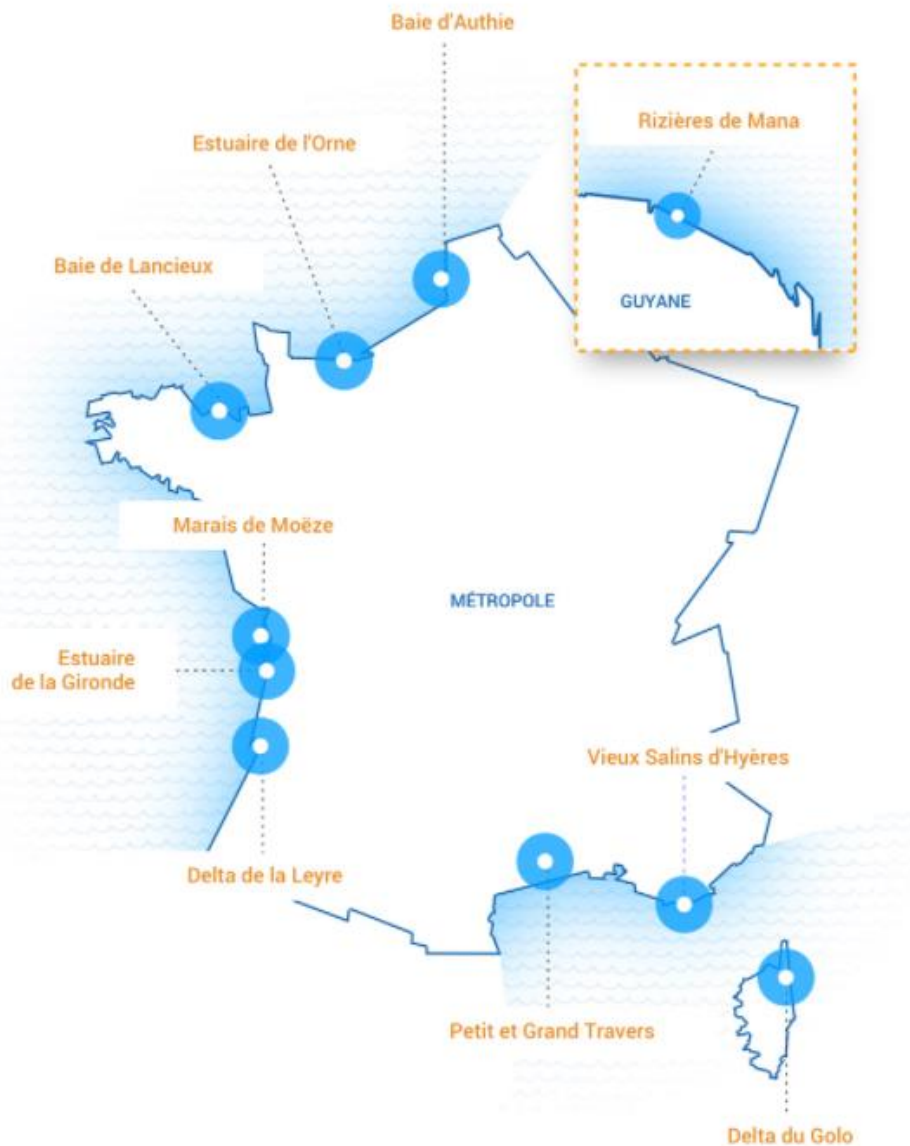 Baie d'Authie
Rizières de Mana
Estuaire de l'Orne
Baie de Lancieux
GUYANE
Marais de Moëze
MÉTROPOLE
Estuaire
de la Gironde
Vieux Salins d'Hyères
Delta de la Leyre
Petit et Grand Travers
Delta du Golo